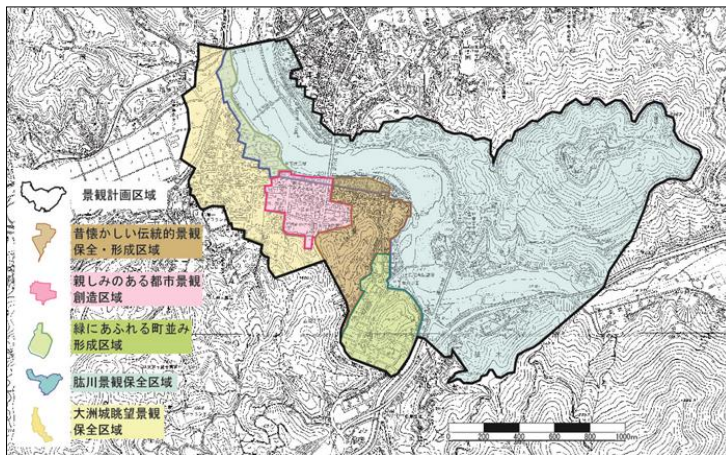 景観計画区域
昔懐かしい伝統的景観
保全・形成区域
親しみのある都市景観
創造区域
緑にあふれる町並み
形成区域
肱川景観保全区域
大洲城眺望景観
保全区域
0 200 400 600 800 1000m